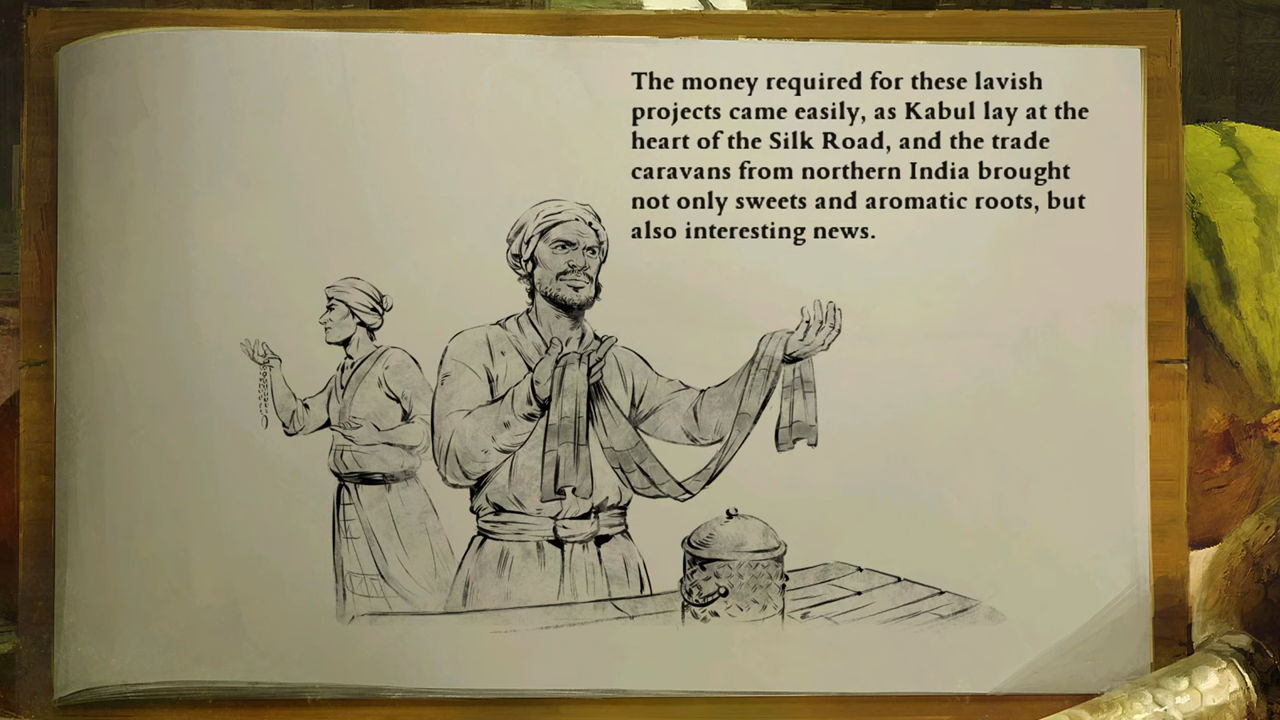 The money required for these lavish
projects came easily, as Kabul lay at the
heart of the Silk Road, and the trade
caravans from northern India brought
not only sweets and aromatic roots, but
also interesting news.